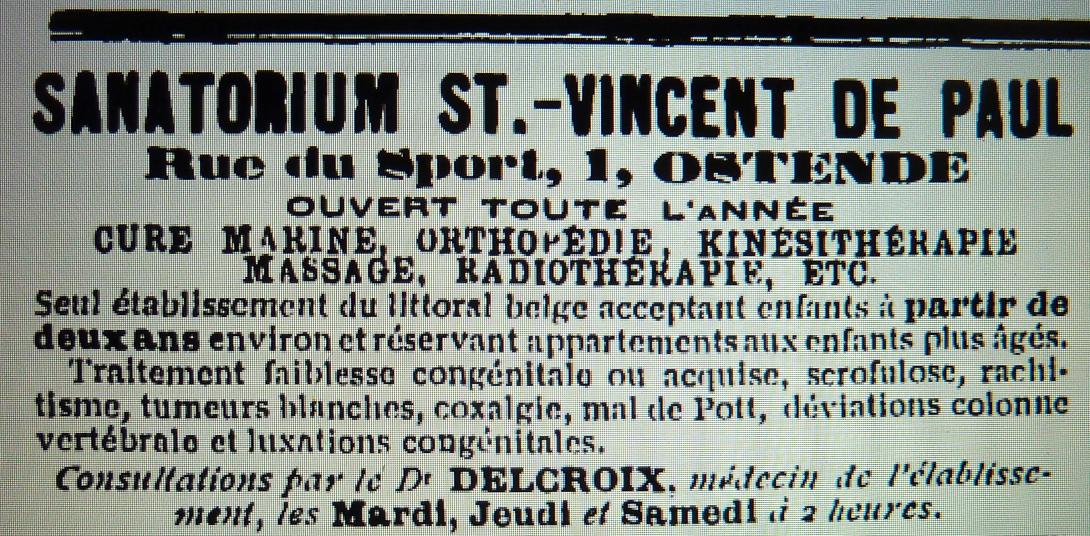 SANATORIUM ST.-VINCENT DE PAUL
Rue du Sport, 1, OSTENDE
OUVERT TOUTE L'ANNÉE
CURE MARINE, ORTHOPÉDIE, KINÉSITHÉRAPIE
MASSAGE, RADIOTHÉRAPIE, ETC.
Seul établissement du littoral belge acceptant enfants à partir de
deux ans environ et réservant appartements aux enfants plus âgés.
Traitement faiblesse congénitale ou acquise, scrofulose, rachi-
tisme, tumeurs blanches, coxalgie, mal de Pott, déviations colonne
vertébrale et luxations congénitales.
Consultations par le Dr DELCROIX, médecin de l'établisse-
ment, les Mardi, Jeudi et Samedi à 2 heures.